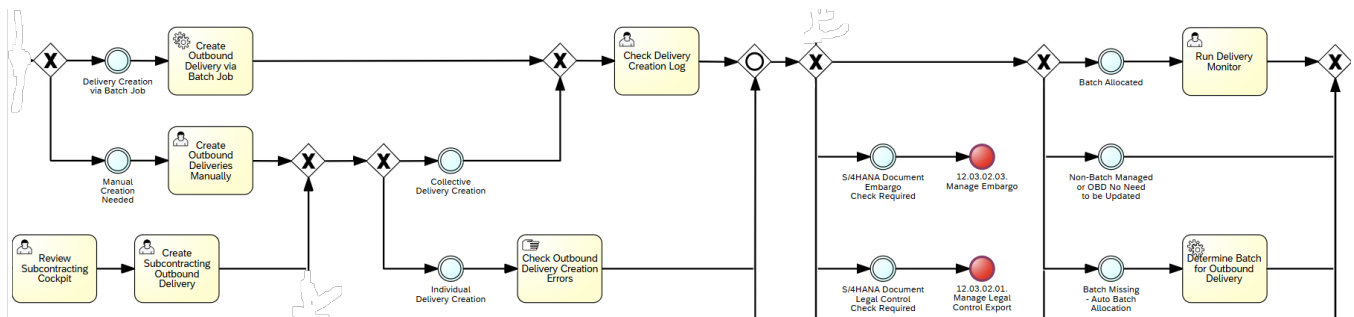 X
Delivery Creation
via Batch Job
Create
Outbound
Delivery via
Batch Job
X
Check Delivery
Creation Log
X
X
Batch Allocated
Run Delivery
Monitor
X
Manual
Creation
Needed
Create
Outbound
Deliveries
Manually
X
X
Collective
Delivery Creation
S/4HANA Document
Embargo
Check Required
12.03.02.03.
Manage Embargo
Non-Batch Managed
or OBD No Need
to be Updated
Review
Subcontracting
Cockpit
Create
Subcontracting
Outbound
Delivery
Individual
Delivery Creation
Check Outbound
Delivery Creation
Errors
S/4HANA Document
Legal Control
Check Required
12.03.02.01.
Manage Legal
Control Export
Batch Missing
- Auto Batch
Allocation
Determine Batch
for Outbound
Delivery